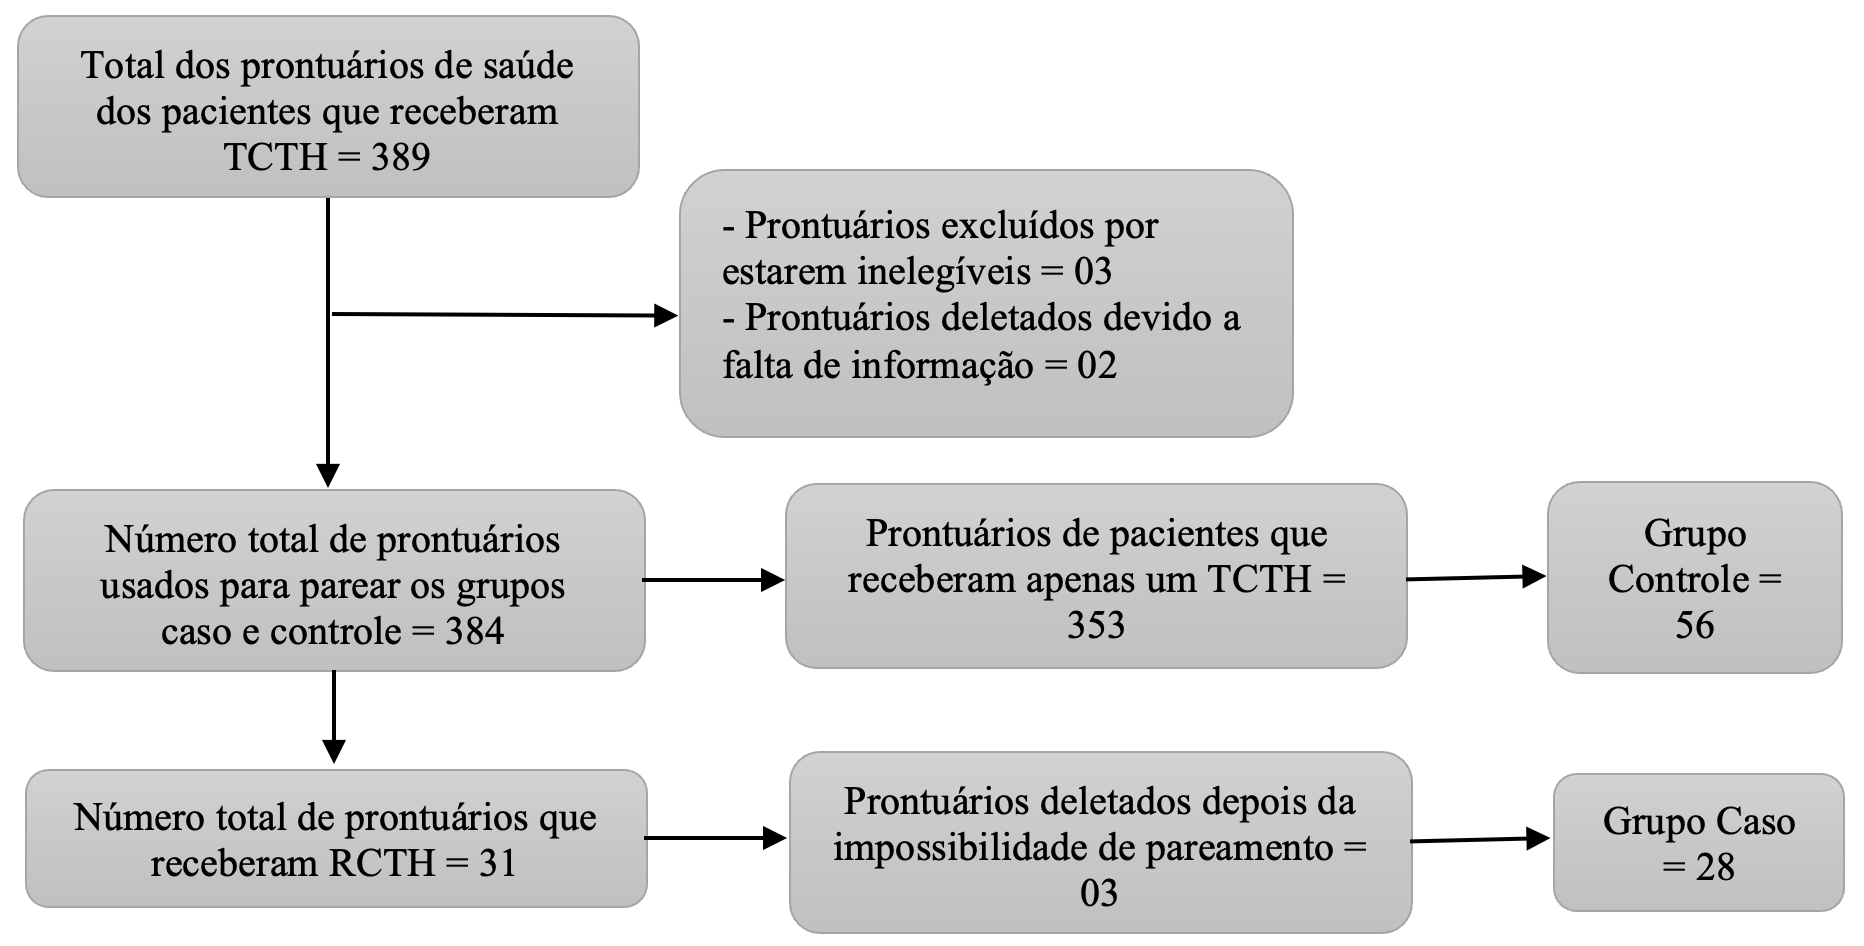 Total dos prontuários de saúde
dos pacientes que receberam
TCTH = 389
- Prontuários excluídos por
estarem inelegíveis = 03
- Prontuários deletados devido a
falta de informação = 02
Número total de prontuários
usados para parear os grupos
caso e controle = 384
Prontuários de pacientes que
receberam apenas um TCTH =
353
Grupo
Controle =
56
Número total de prontuários que
receberam RCTH = 31
Prontuários deletados depois da
impossibilidade de pareamento =
03
Grupo Caso
= 28